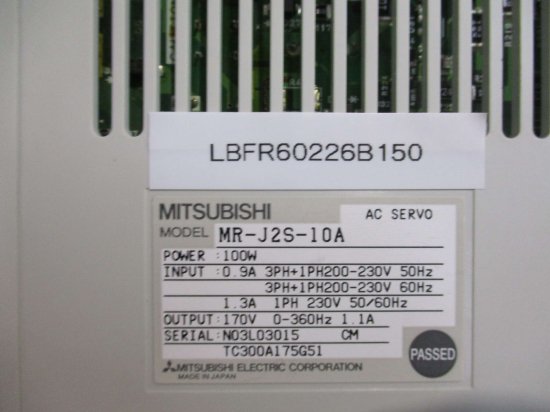 LBFR60226B150
MITSUBISHI AC SERVO
MODEL MR-J2S-10A
POWER :100W
INPUT :0.9A 3PH+1PH200-230V 50Hz
3PH+1PH200-230V 60Hz
1.3A 1PH 230V 50/60Hz
OUTPUT:170V 0-360Hz 1.1A
SERIAL:N03L03015 CM
TC300A175G51
PASSED
MITSUBISHI ELECTRIC CORPORATION
MADE IN JAPAN